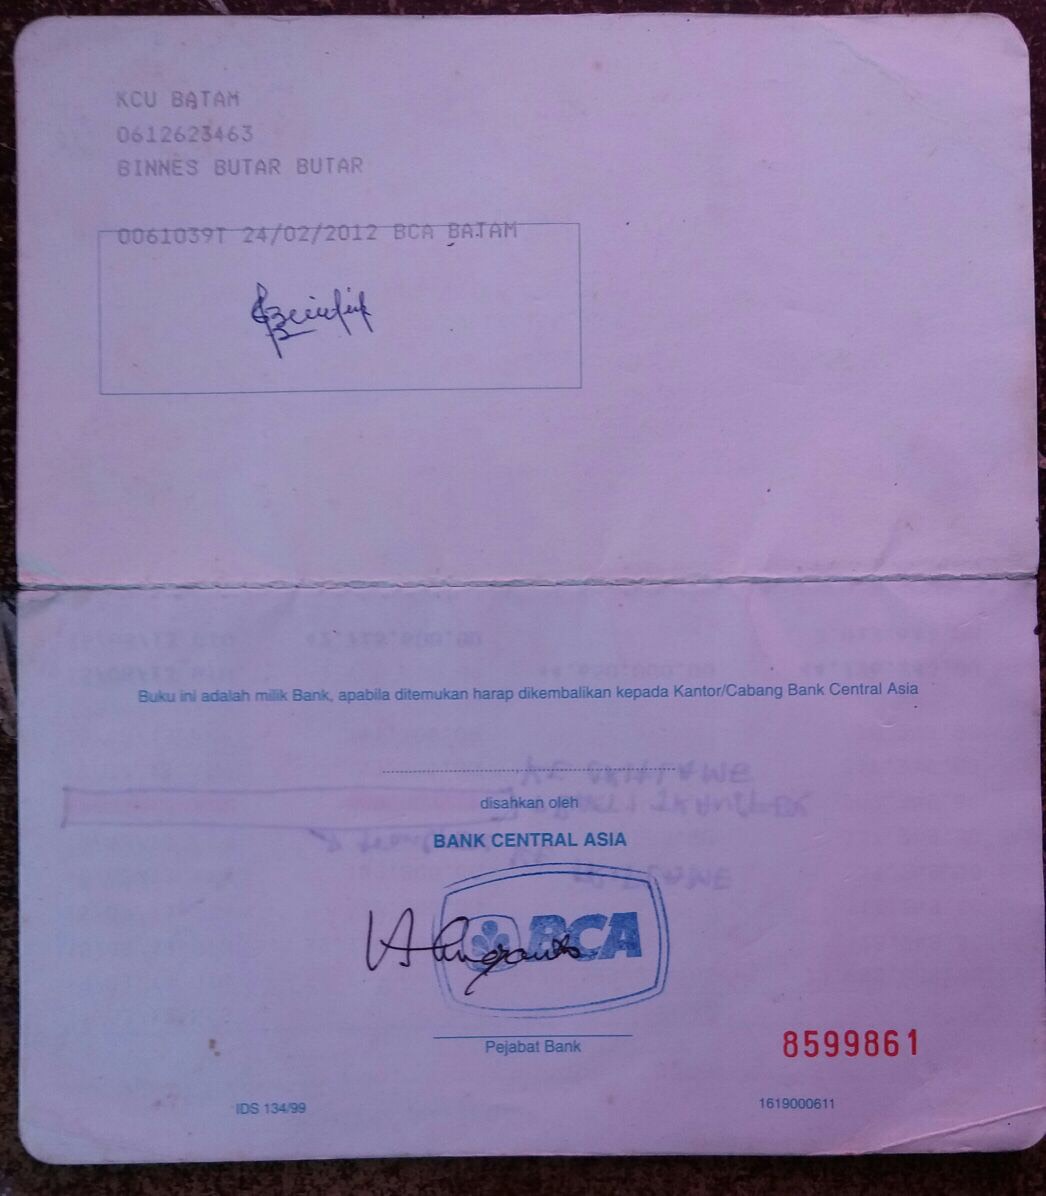 KCU BATAM
0612623463
BINNES BUTAR BUTAR
0061039T 24/02/2012 BCA BATAM
Buku ini adalah milik Bank, apabila ditemukan harap dikembalikan kepada Kantor/Cabang Bank Central Asia
disahkan oleh
BANK CENTRAL ASIA
BCA
Pejabat Bank
8599861
IDS 134/99
1619000611